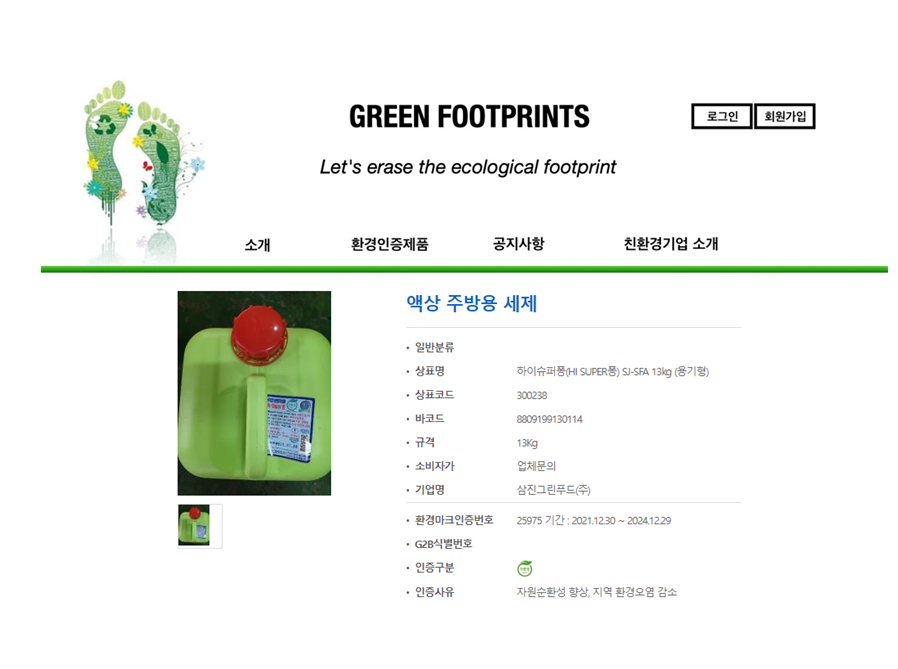 GREEN FOOTPRINTS
로그인 회원가입
Let's erase the ecological footprint
소개 환경인증제품 공지사항 친환경기업 소개
액상 주방용 세제
• 일반분류
• 상표명 하이슈퍼퐁(HI SUPER퐁) SJ-SFA 13kg (용기형)
• 상표코드 300238
• 바코드 8809199130114
• 규격 13Kg
• 소비자가 업체문의
• 기업명 삼진그린푸드(주)
• 환경마크인증번호 25975 기간 : 2021.12.30 ~ 2024.12.29
• G2B식별번호
• 인증구분
• 인증사유 자원순환성 향상, 지역 환경오염 감소